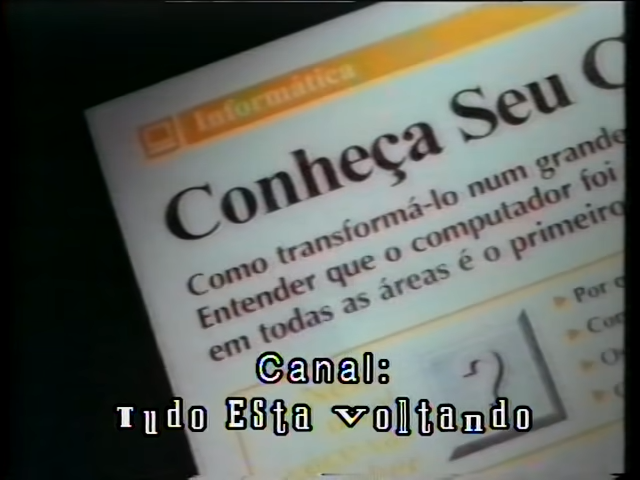 Informática
Conheça Seu C
Como transformá-lo num grande
Entender que o computador foi
em todas as áreas é o primeiro
Por
?
Canal:
Tudo Esta voltando